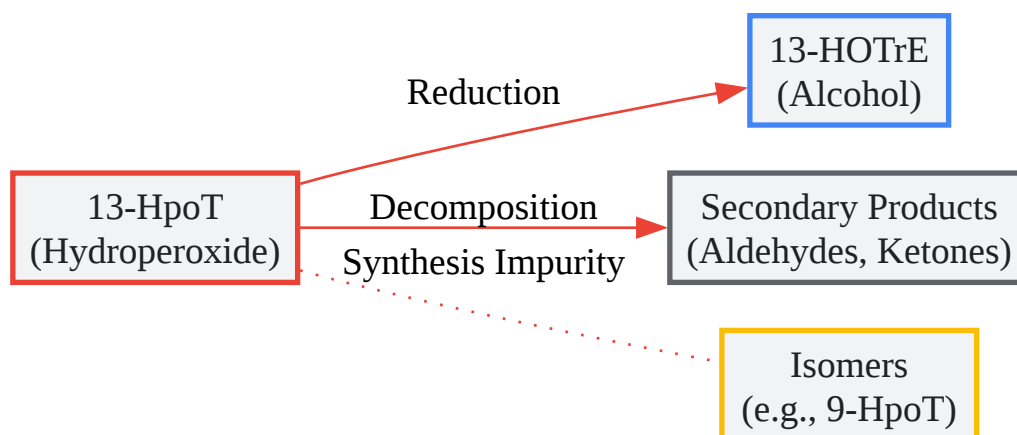 13-HOTrE
(Alcohol)
Reduction
13-HpoT
(Hydroperoxide)
Decomposition
Synthesis Impurity
Secondary Products
(Aldehydes, Ketones)
Isomers
(e.g., 9-HpoT)